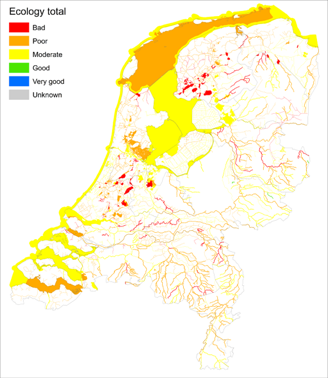 Ecology total
Bad
Poor
Moderate
Good
Very good
Unknown